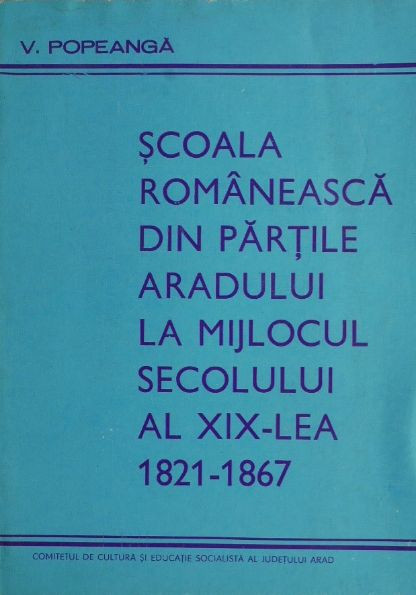 V. POPEANGĂ
ȘCOALA
ROMÂNEASCĂ
DIN PĂRȚILE
ARADULUI
LA MIJLOCUL
SECOLULUI
AL XIX-LEA
1821-1867
COMITETUL DE CULTURĂ ȘI EDUCAȚIE SOCIALISTĂ AL JUDETULUI ARAD